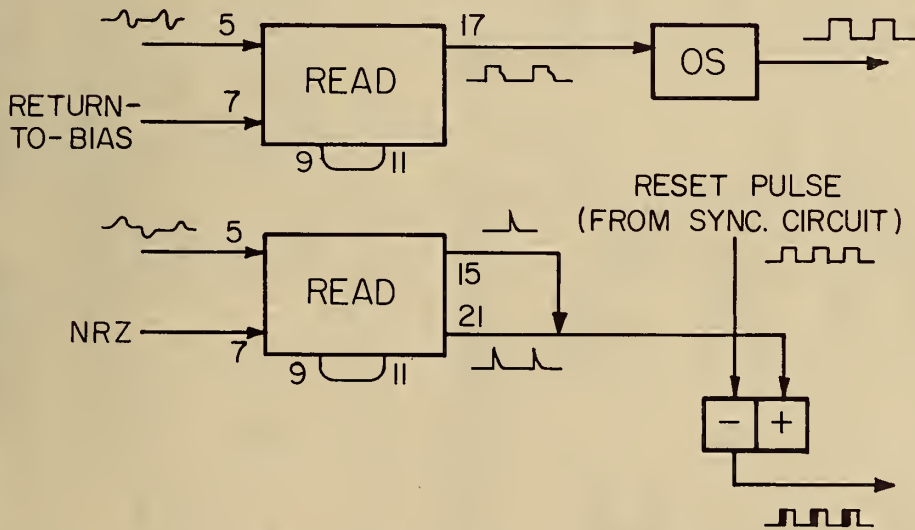 5
17
READ
OS
RETURN-
TO-BIAS
7
9
11
RESET PULSE
(FROM SYNC. CIRCUIT)
5
15
READ
21
NRZ
7
9
11
- +